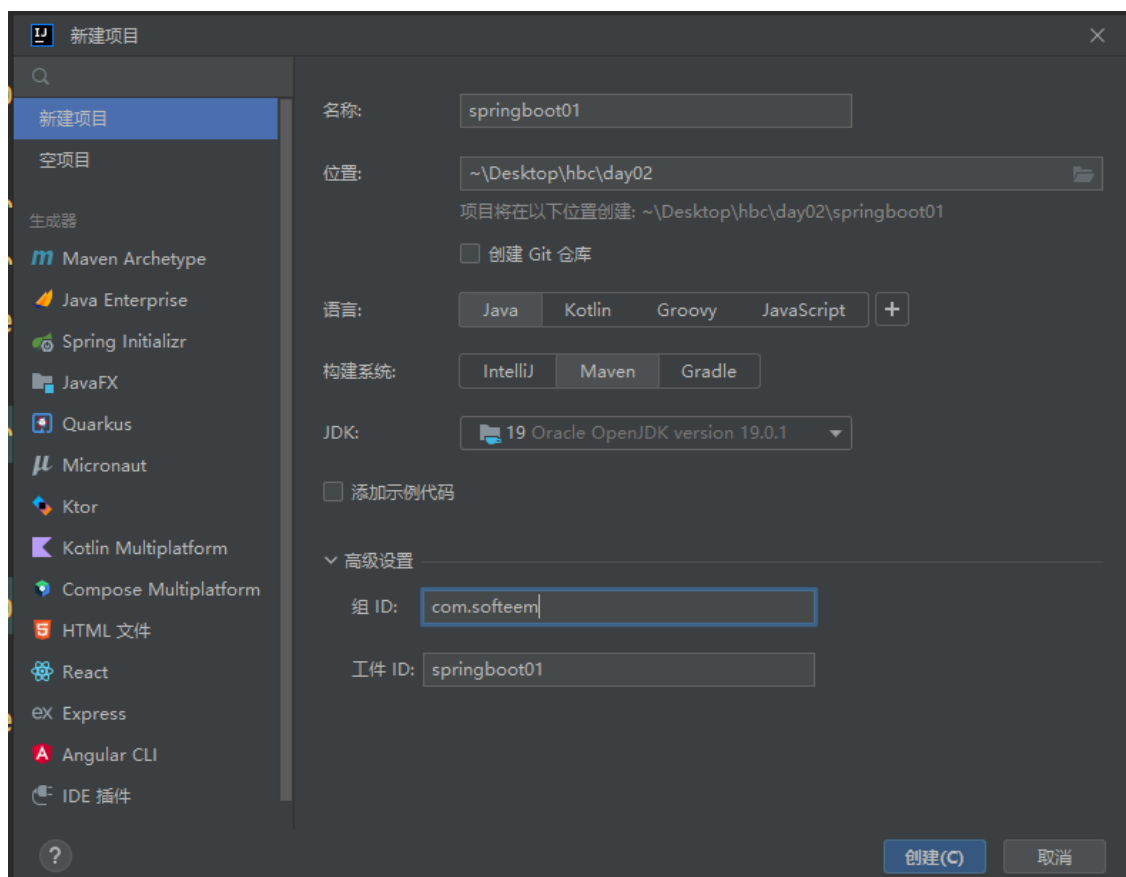 新建项目
新建项目
空项目
生成器
Maven Archetype
Java Enterprise
Spring Initializr
JavaFX
Quarkus
Micronaut
Ktor
Kotlin Multiplatform
Compose Multiplatform
HTML 文件
React
ex Express
Angular CLI
IDE 插件
名称: springboot01
位置: ~\Desktop\hbc\day02
项目将在以下位置创建: ~\Desktop\hbc\day02\springboot01
创建 Git 仓库
语言: Java Kotlin Groovy JavaScript +
构建系统: IntelliJ Maven Gradle
JDK: 19 Oracle OpenJDK version 19.0.1
添加示例代码
高级设置
组 ID: com.softeem
工件 ID: springboot01
? 创建(C) 取消